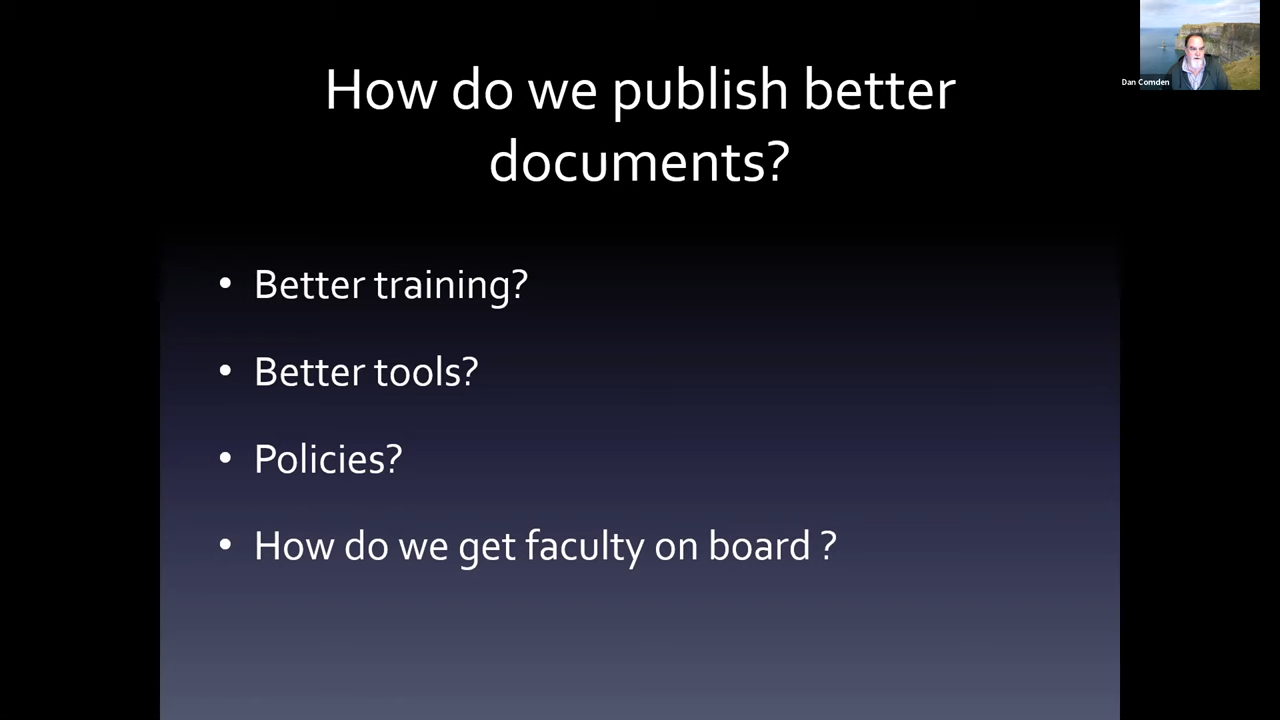 How do we publish better
documents?
• Better training?
• Better tools?
• Policies?
• How do we get faculty on board ?
Dan Comden